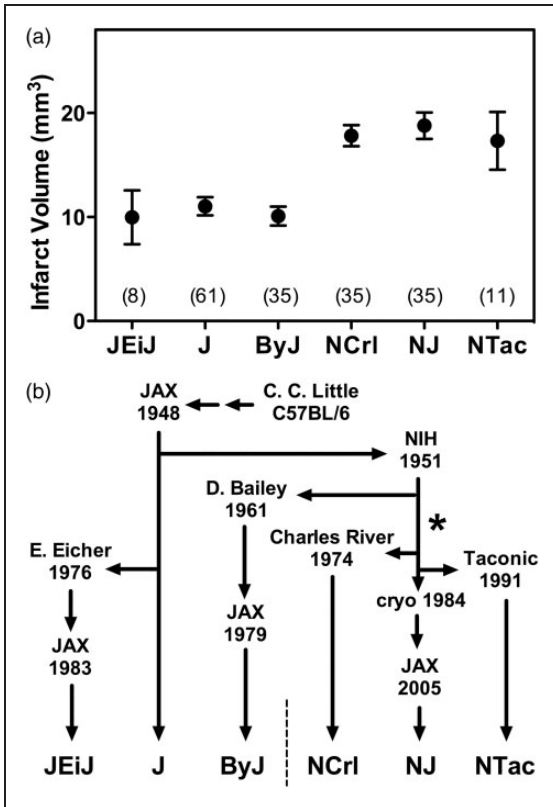 (a)
Infarct Volume (mm³)
20
10
0
(8) (61) (35) (35) (35) (11)
JEiJ J ByJ NCrl NJ NTac
(b)
JAX
1948
C. C. Little
C57BL/6
NIH
1951
D. Bailey
1961
*
Charles River
1974
Taconic
1991
E. Eicher
1976
cryo 1984
JAX
1979
JAX
1983
JAX
2005
JEiJ J ByJ NCrl NJ NTac